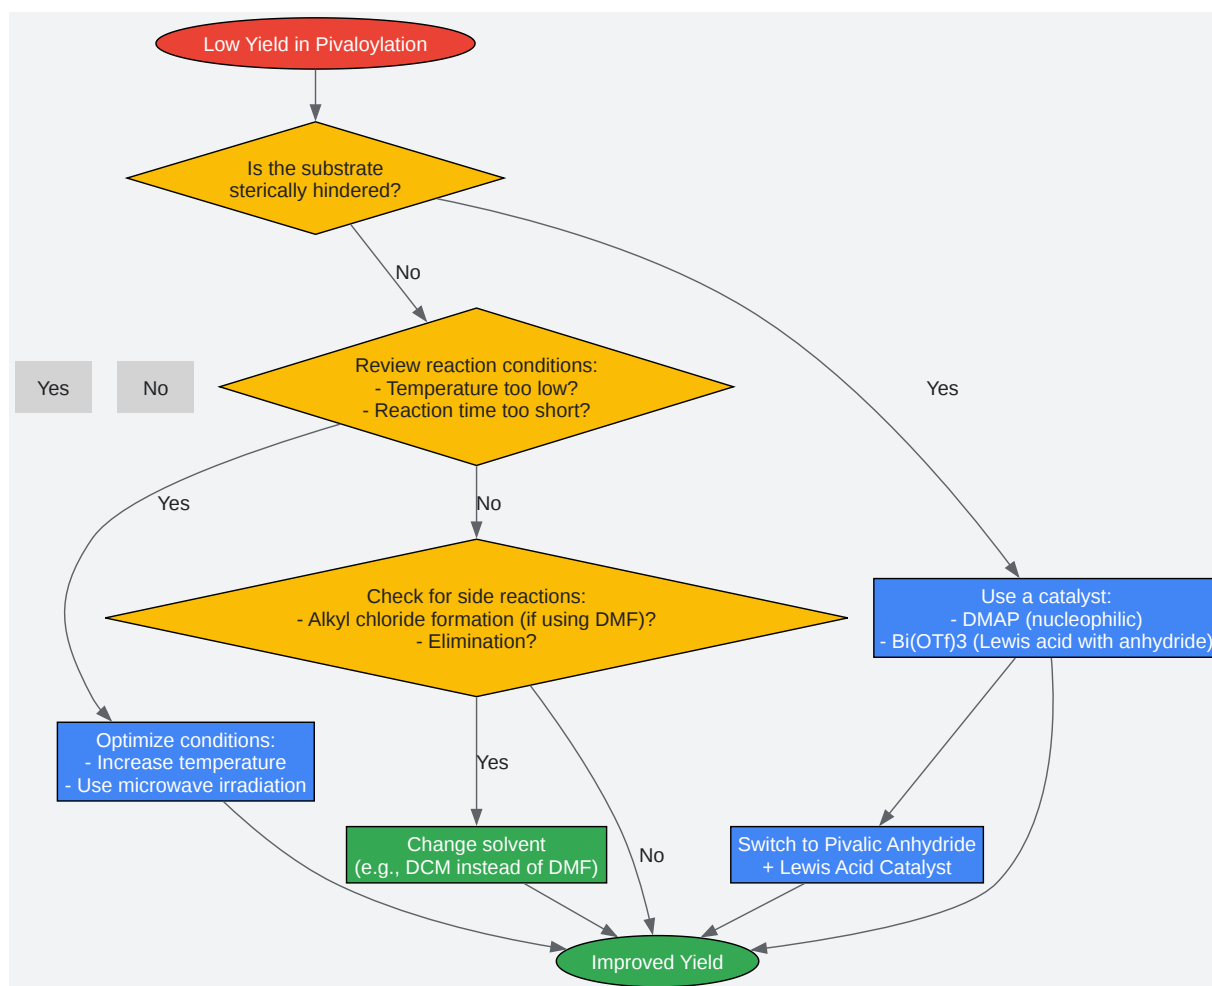 Low Yield in Pivaloylation
Is the substrate
sterically hindered?
No
Review reaction conditions:
- Temperature too low?
- Reaction time too short?
Yes
No
Yes
Yes
No
Check for side reactions:
- Alkyl chloride formation (if using DMF)?
- Elimination?
Use a catalyst:
- DMAP (nucleophilic)
- Bi(OTf)3 (Lewis acid with anhydride)
Optimize conditions:
- Increase temperature
- Use microwave irradiation
Yes
Change solvent
(e.g., DCM instead of DMF)
No
Switch to Pivalic Anhydride
+ Lewis Acid Catalyst
Improved Yield